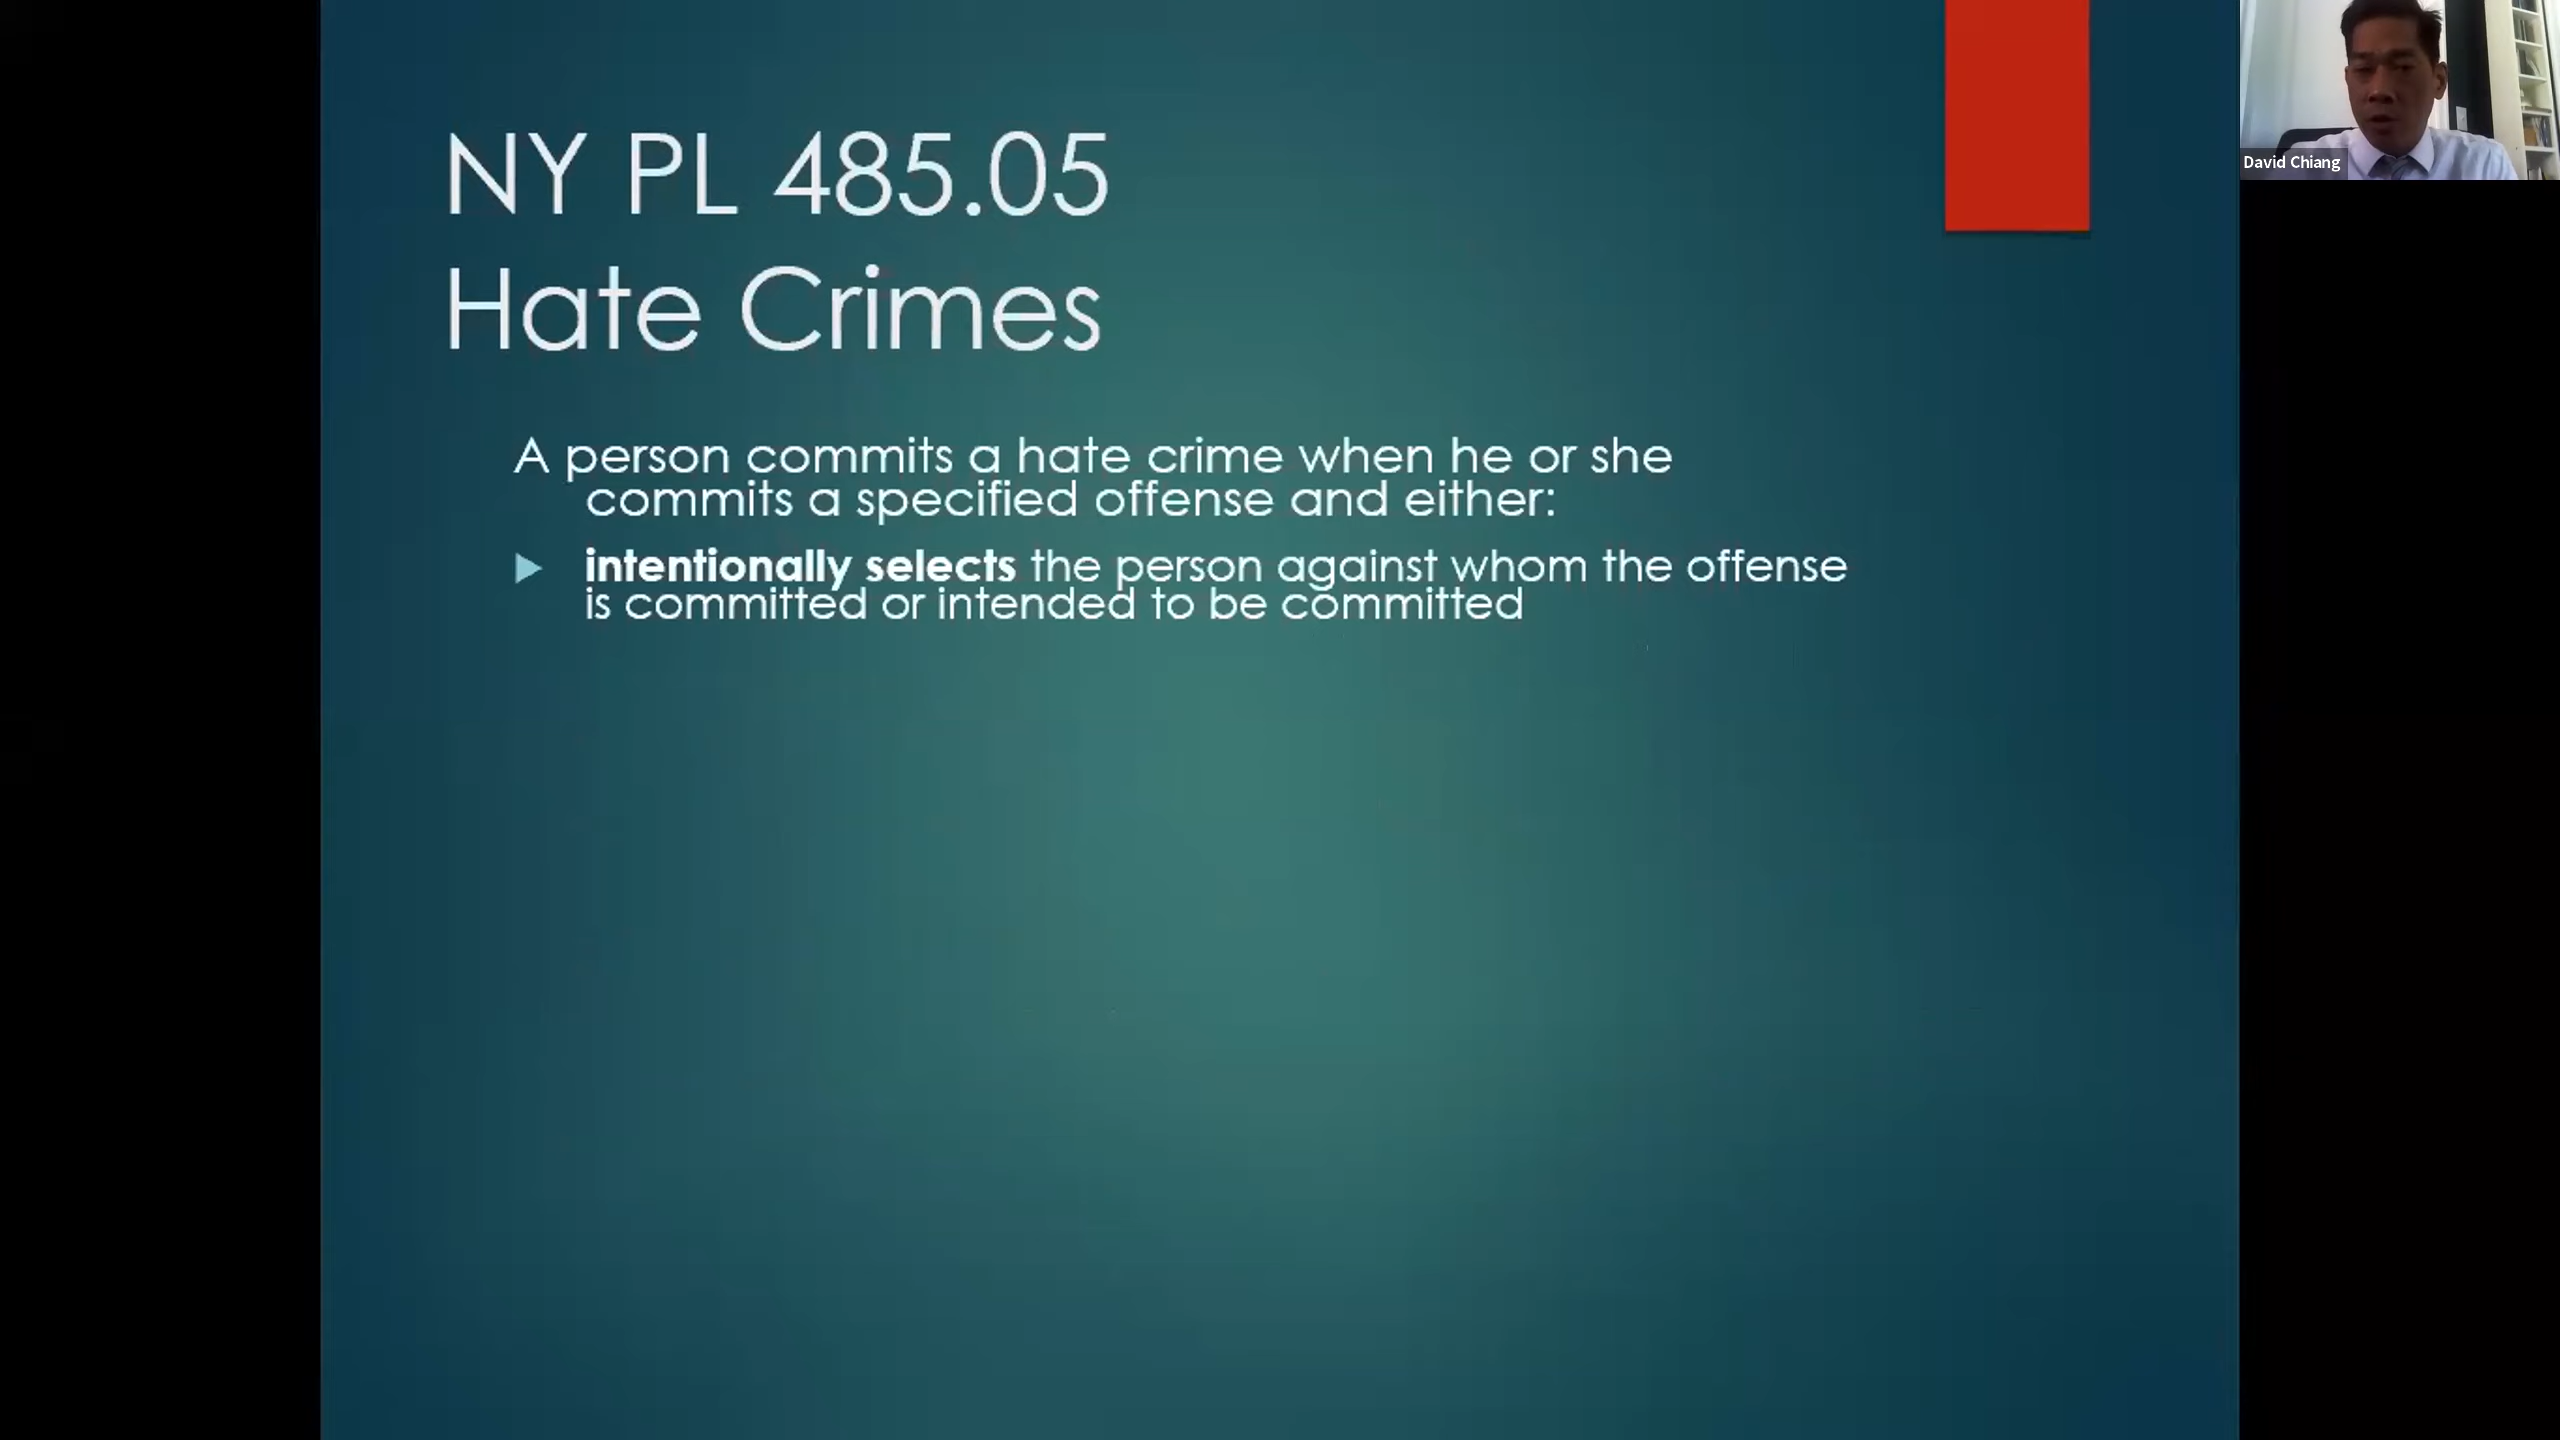 NY PL 485.05
Hate Crimes
A person commits a hate crime when he or she
commits a specified offense and either:
intentionally selects the person against whom the offense
is committed or intended to be committed
David Chiang